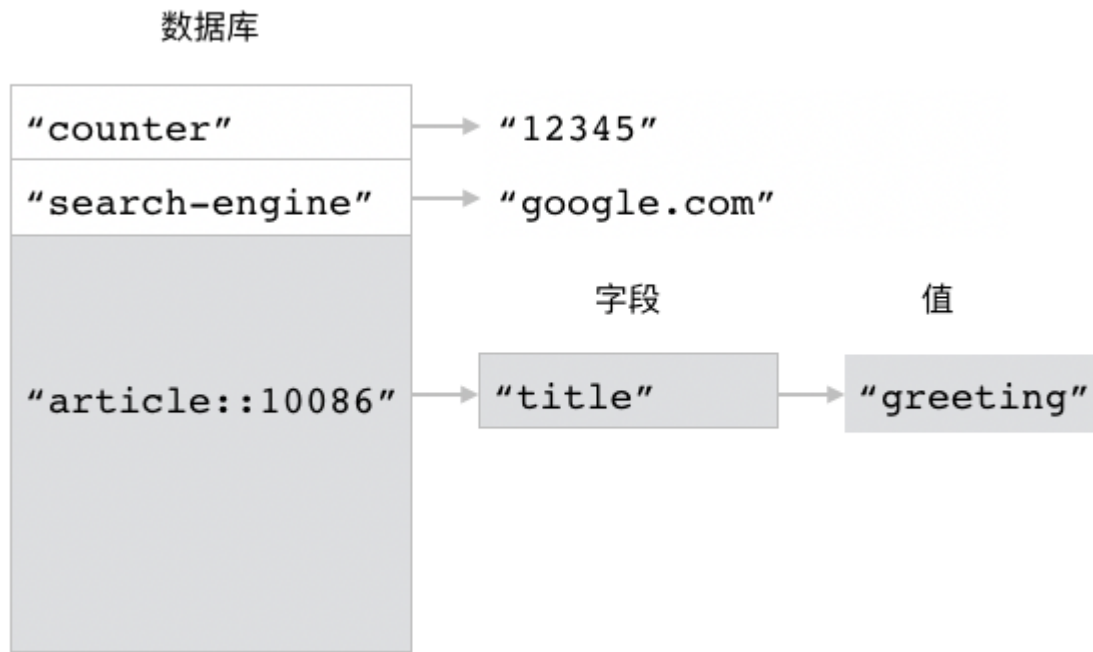 数据库
“counter” “12345”
“search-engine” “google.com”
字段 值
“article::10086” “title” “greeting”